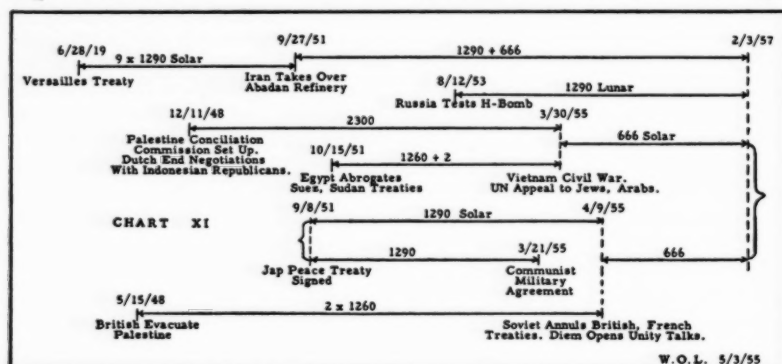 6/28/19
9/27/51
2/3/57
9 x 1290 Solar
1290 + 666
Versailles Treaty
Iran Takes Over
Abadan Refinery
8/12/53
1290 Lunar
Russia Tests H-Bomb
12/11/48
3/30/55
2300
666 Solar
Palestine Conciliation
Commission Set Up.
Dutch End Negotiations
With Indonesian Republicans.
10/15/51
1260 + 2
Egypt Abrogates
Sues, Sudan Treaties
Vietnam Civil War.
UN Appeal to Jews, Arabs.
CHART XI
9/8/51
4/9/55
1290 Solar
1290
3/21/55
666
Jap Peace Treaty
Signed
Communist
Military
Agreement
5/15/48
2 x 1260
British Evacuate
Palestine
Soviet Annuls British, French
Treaties. Diem Opens Unity Talks.
W.O.L. 5/3/55